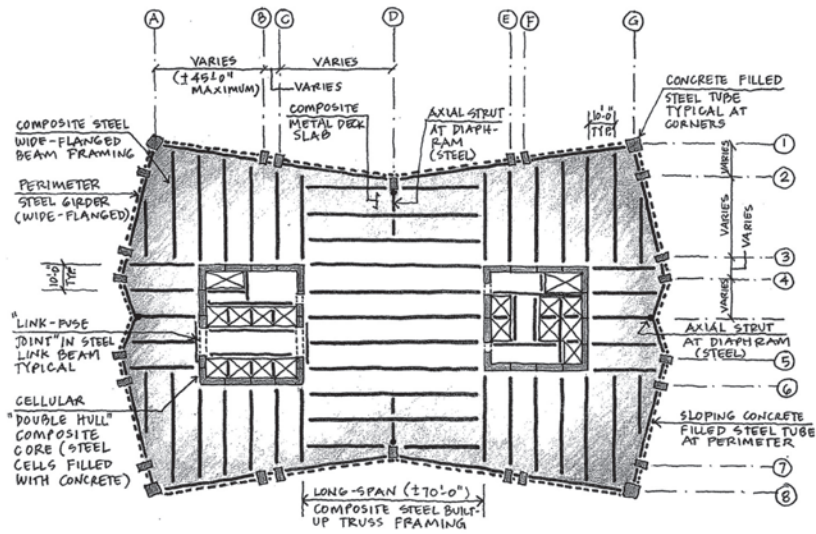 A
B
C
D
E
F
G
VARIES
(±45'-0"
MAXIMUM)
VARIES
VARIES
COMPOSITE
METAL DECK
SLAB
AXIAL STRUT
AT DIAPH-
RAM
(STEEL)
10'-0"
TYP.
CONCRETE FILLED
STEEL TUBE
TYPICAL AT
CORNERS
COMPOSITE STEEL
WIDE-FLANGED
BEAM FRAMING
PERIMETER
STEEL GIRDER
(WIDE-FLANGED)
10'-0"
TYP.
"LINK-FUSE
JOINT" IN STEEL
LINK BEAM
TYPICAL
CELLULAR
"DOUBLE HULL"
COMPOSITE
CORE (STEEL
CELLS FILLED
WITH CONCRETE)
1
VARIES
2
VARIES
VARIES
3
4
VARIES
AXIAL STRUT
AT DIAPHRAM
(STEEL)
5
6
SLOPING CONCRETE
FILLED STEEL TUBE
AT PERIMETER
7
8
LONG-SPAN (±70'-0")
COMPOSITE STEEL BUILT-
UP TRUSS FRAMING